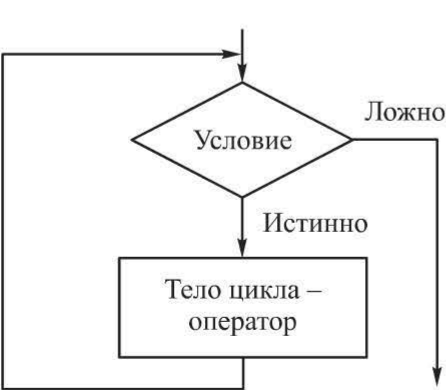 Ложно
Условие
Истинно
Тело цикла –
оператор